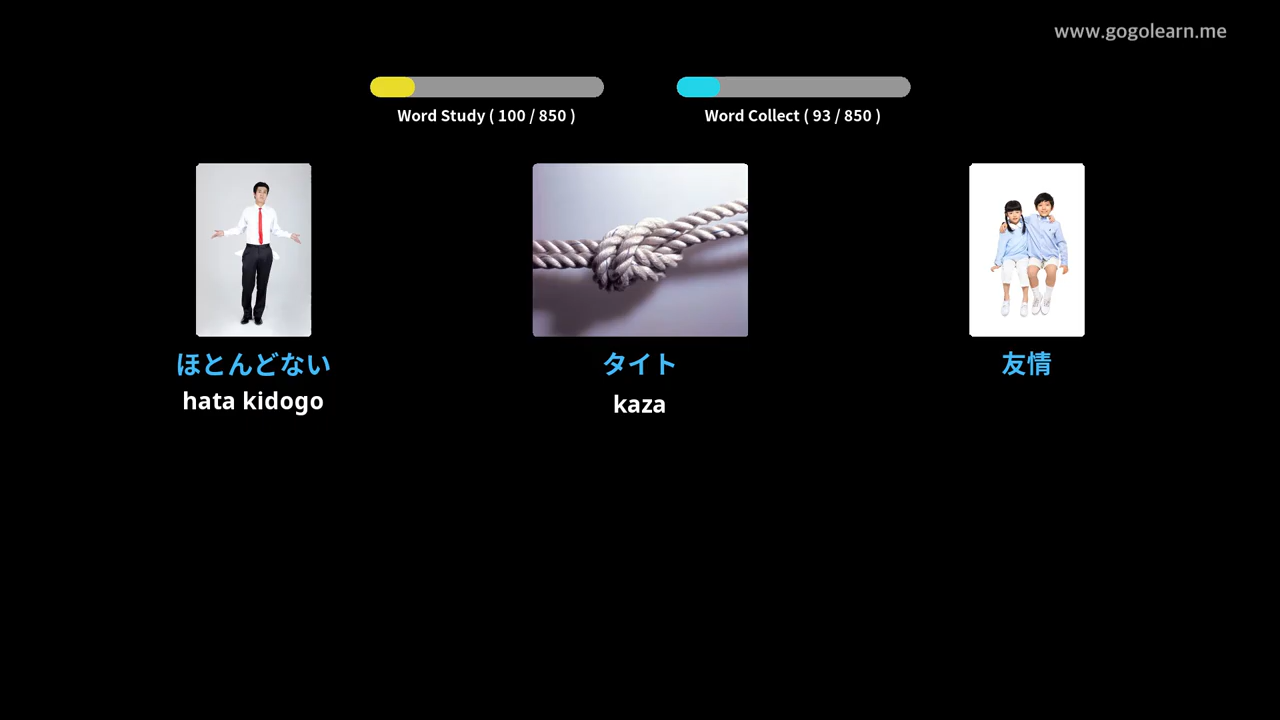 www.gogolearn.me
Word Study ( 100 / 850 )
Word Collect ( 93 / 850 )
ほとんどない
hata kidogo
タイト
kaza
友情